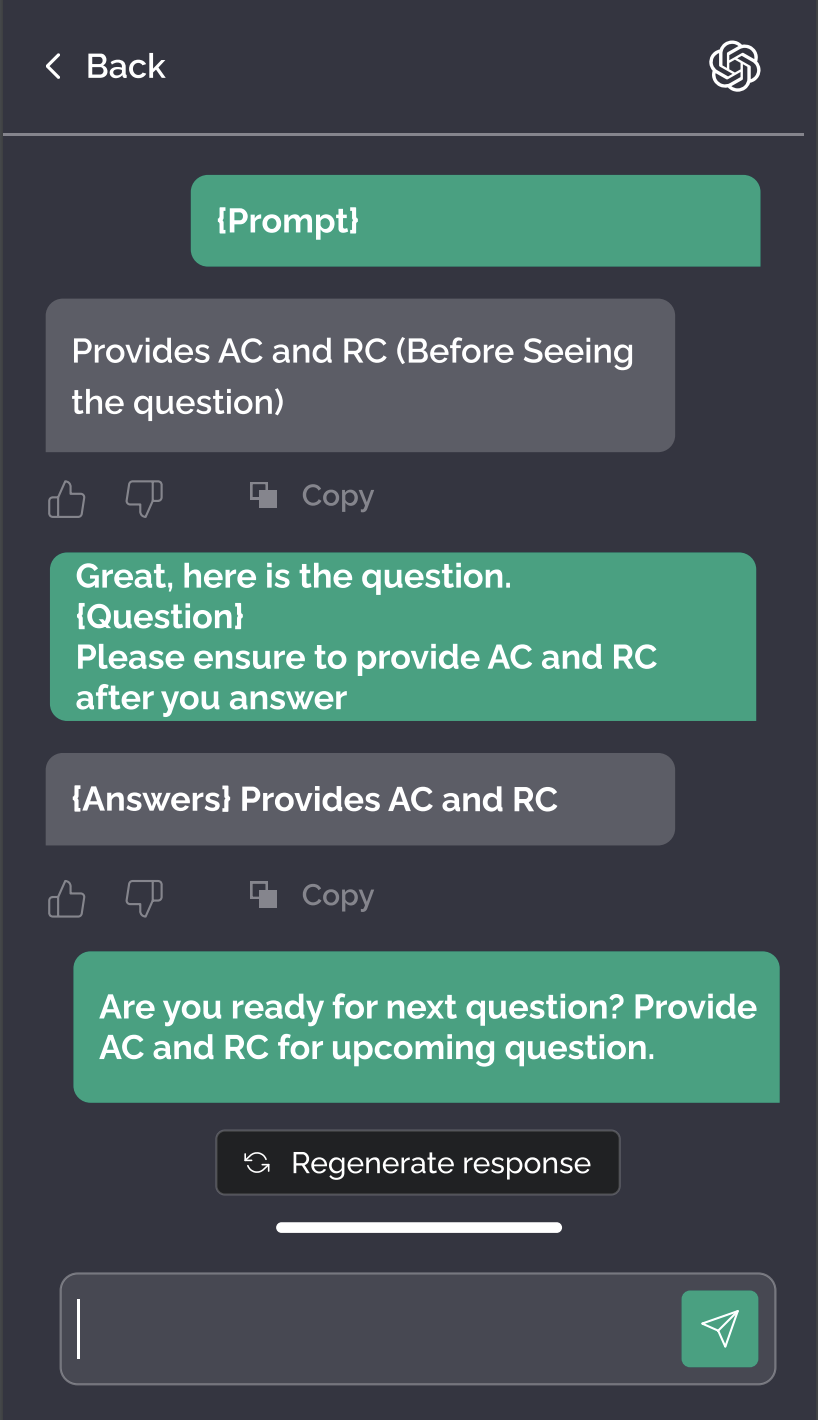 Back
{Prompt}
Provides AC and RC (Before Seeing
the question)
Copy
Great, here is the question.
{Question}
Please ensure to provide AC and RC
after you answer
{Answers} Provides AC and RC
Copy
Are you ready for next question? Provide
AC and RC for upcoming question.
Regenerate response